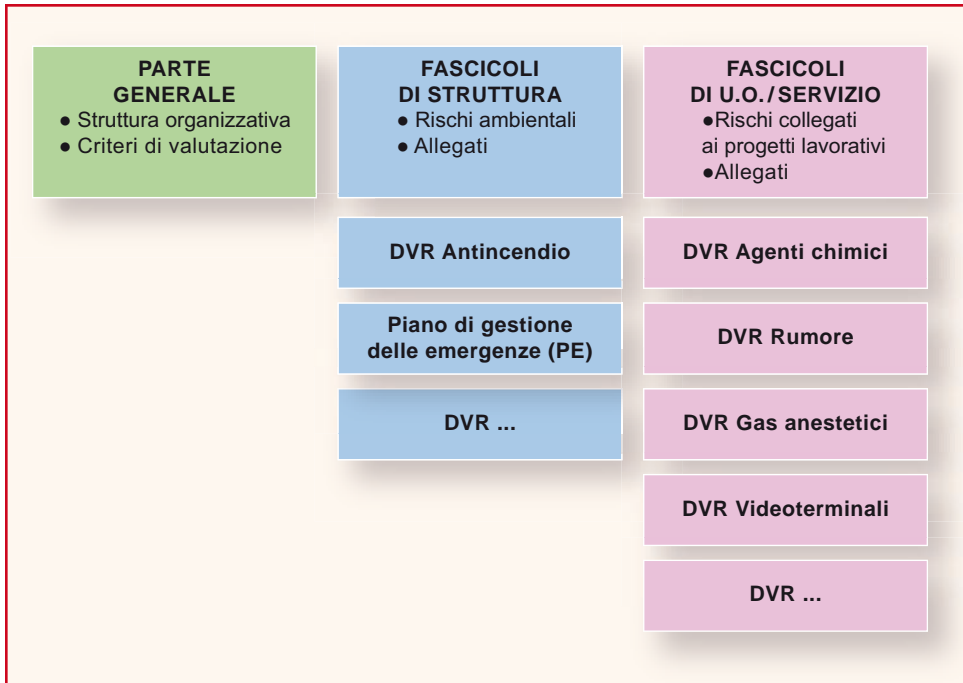 PARTE
GENERALE
● Struttura organizzativa
● Criteri di valutazione
FASCICOLI
DI STRUTTURA
● Rischi ambientali
● Allegati
DVR Antincendio
Piano di gestione
delle emergenze (PE)
DVR ...
FASCICOLI
DI U.O./SERVIZIO
●Rischi collegati
ai progetti lavorativi
●Allegati
DVR Agenti chimici
DVR Rumore
DVR Gas anestetici
DVR Videoterminali
DVR ...